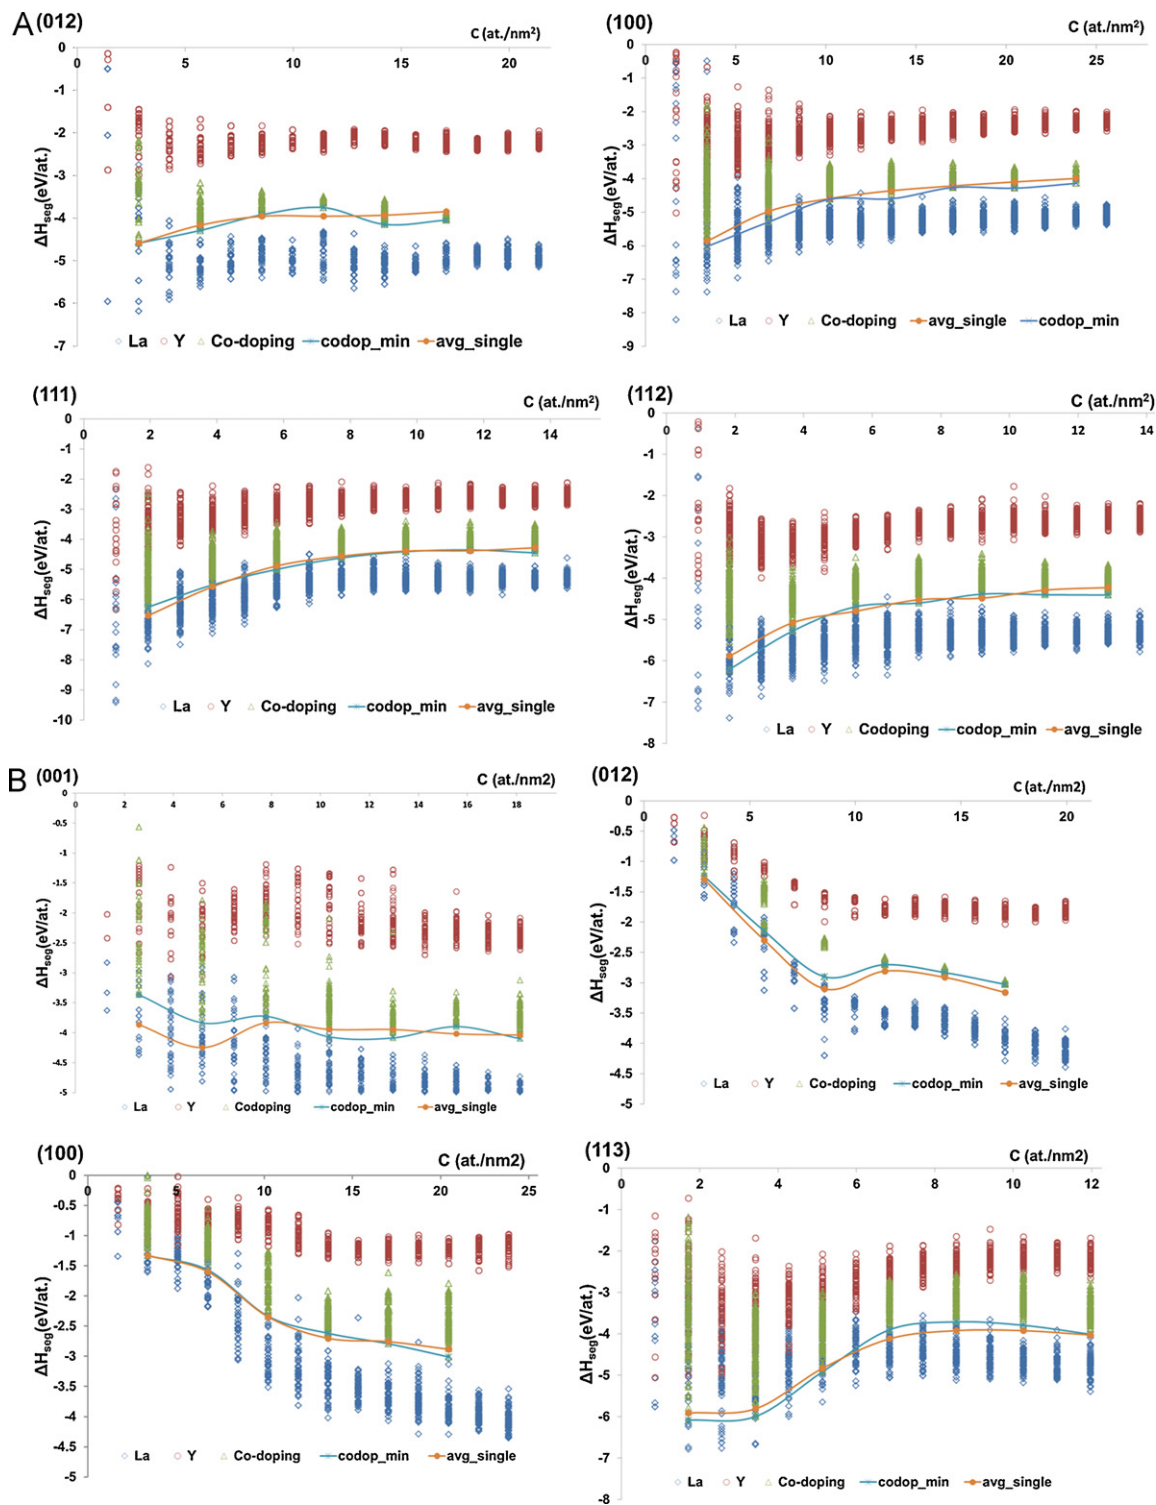 A (012)
C (at./nm²)
0 5 10 15 20
0
-1
-2
-3
-4
-5
-6
-7
ΔHseg(eV/at.)
La Y Co-doping codop_min avg_single
(100)
C (at./nm²)
0 5 10 15 20 25
0
-1
-2
-3
-4
-5
-6
-7
-8
-9
ΔHseg(eV/at.)
La Y Co-doping avg_single codop_min
(111)
C (at./nm²)
0 2 4 6 8 10 12 14
0
-1
-2
-3
-4
-5
-6
-7
-8
-9
-10
ΔHseg(eV/at.)
La Y Co-doping codop_min avg_single
(112)
C (at./nm²)
0 2 4 6 8 10 12 14
0
-1
-2
-3
-4
-5
-6
-7
-8
ΔHseg(eV/at.)
La Y Codoping codop_min avg_single
B (001)
C (at./nm2)
0 2 4 6 8 10 12 14 16 18
0
-0.5
-1
-1.5
-2
-2.5
-3
-3.5
-4
-4.5
-5
ΔHseg(eV/at.)
La Y Codoping codop_min avg_single
(012)
C (at./nm2)
0 5 10 15 20
0
-0.5
-1
-1.5
-2
-2.5
-3
-3.5
-4
-4.5
-5
ΔHseg(eV/at.)
La Y Co-doping codop_min avg_single
(100)
C (at./nm2)
0 5 10 15 20 25
0
-0.5
-1
-1.5
-2
-2.5
-3
-3.5
-4
-4.5
-5
ΔHseg(eV/at.)
La Y Co-doping codop_min avg_single
(113)
C (at./nm2)
0 2 4 6 8 10 12
0
-1
-2
-3
-4
-5
-6
-7
-8
ΔHseg(eV/at.)
La Y Co-doping codop_min avg_single